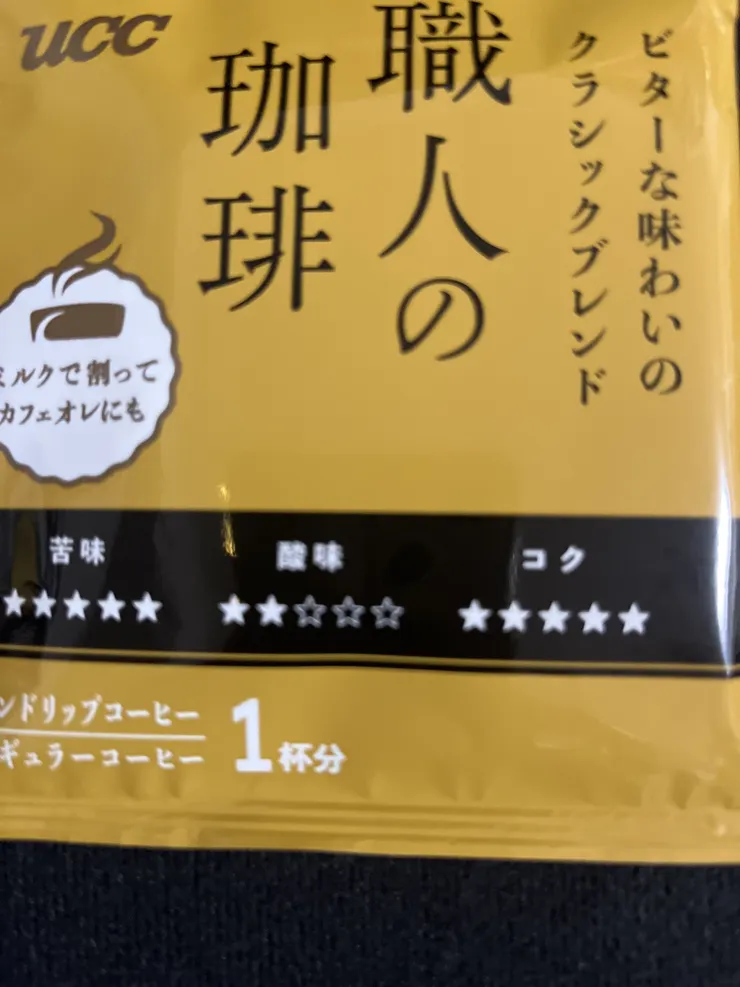 UCC
職人の
珈琲
ビターな味わいの
クラシックブレンド
ミルクで割って
カフェオレにも
苦味
★★★★★
酸味
★★☆☆☆
コク
★★★★★
ンドリップコーヒー
ギュラーコーヒー
1杯分